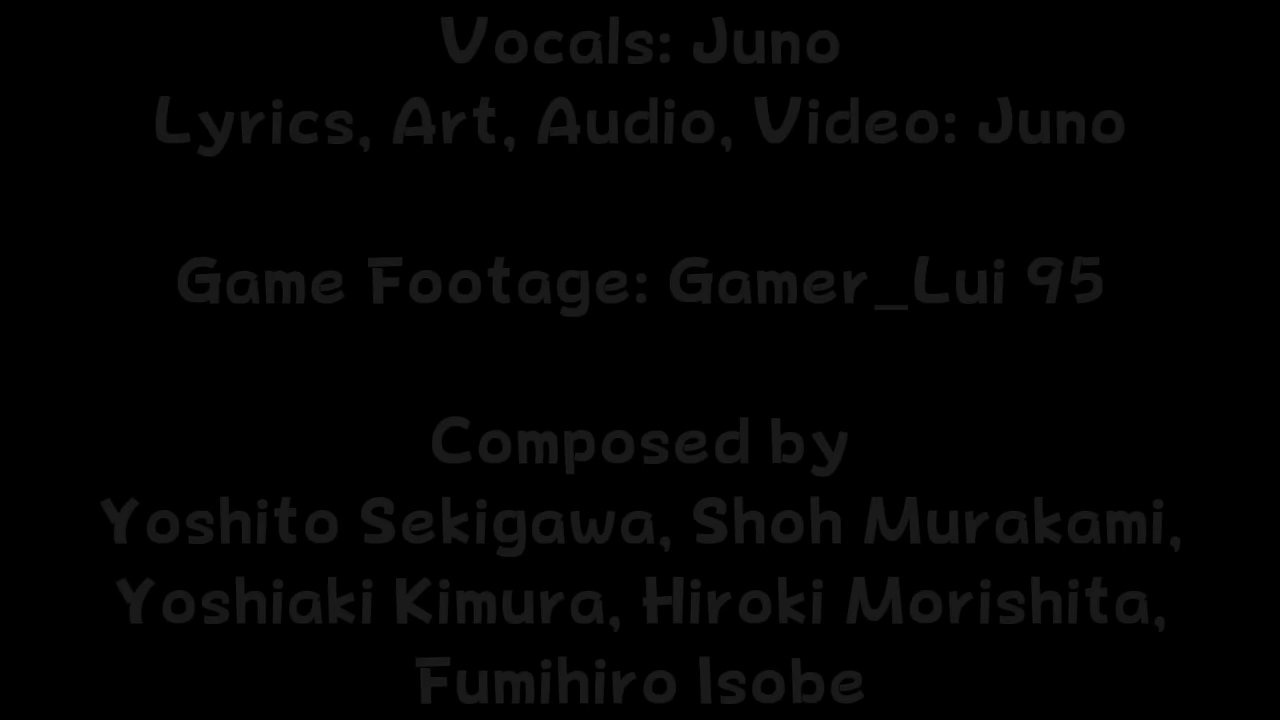 Vocals: Juno
Lyrics, Art, Audio, Video: Juno
Game Footage: Gamer_Lui 95
Composed by
Yoshito Sekigawa, Shoh Murakami,
Yoshiaki Kimura, Hiroki Morishita,
Fumihiro Isobe